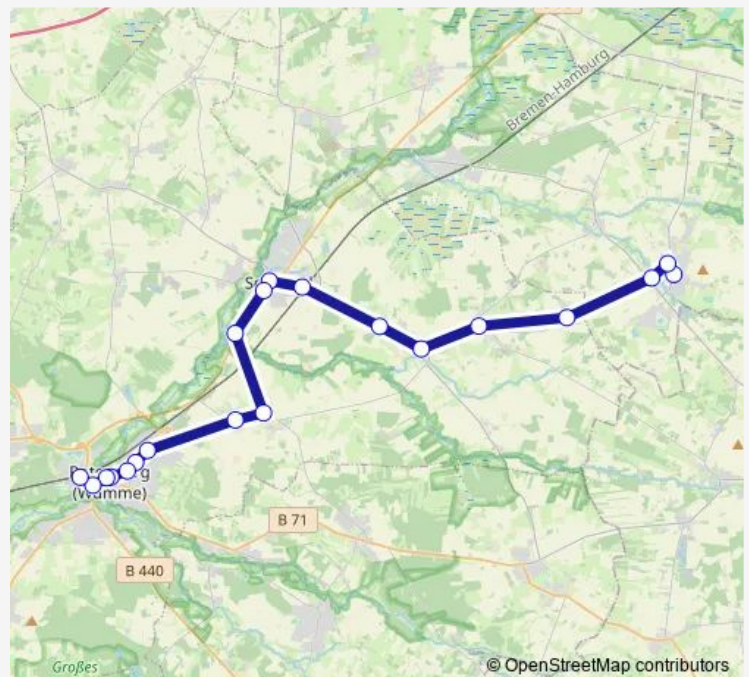 Bremen-Hamburg
(Wümme)
B 71
B 440
Großes
© OpenStreetMap contributors